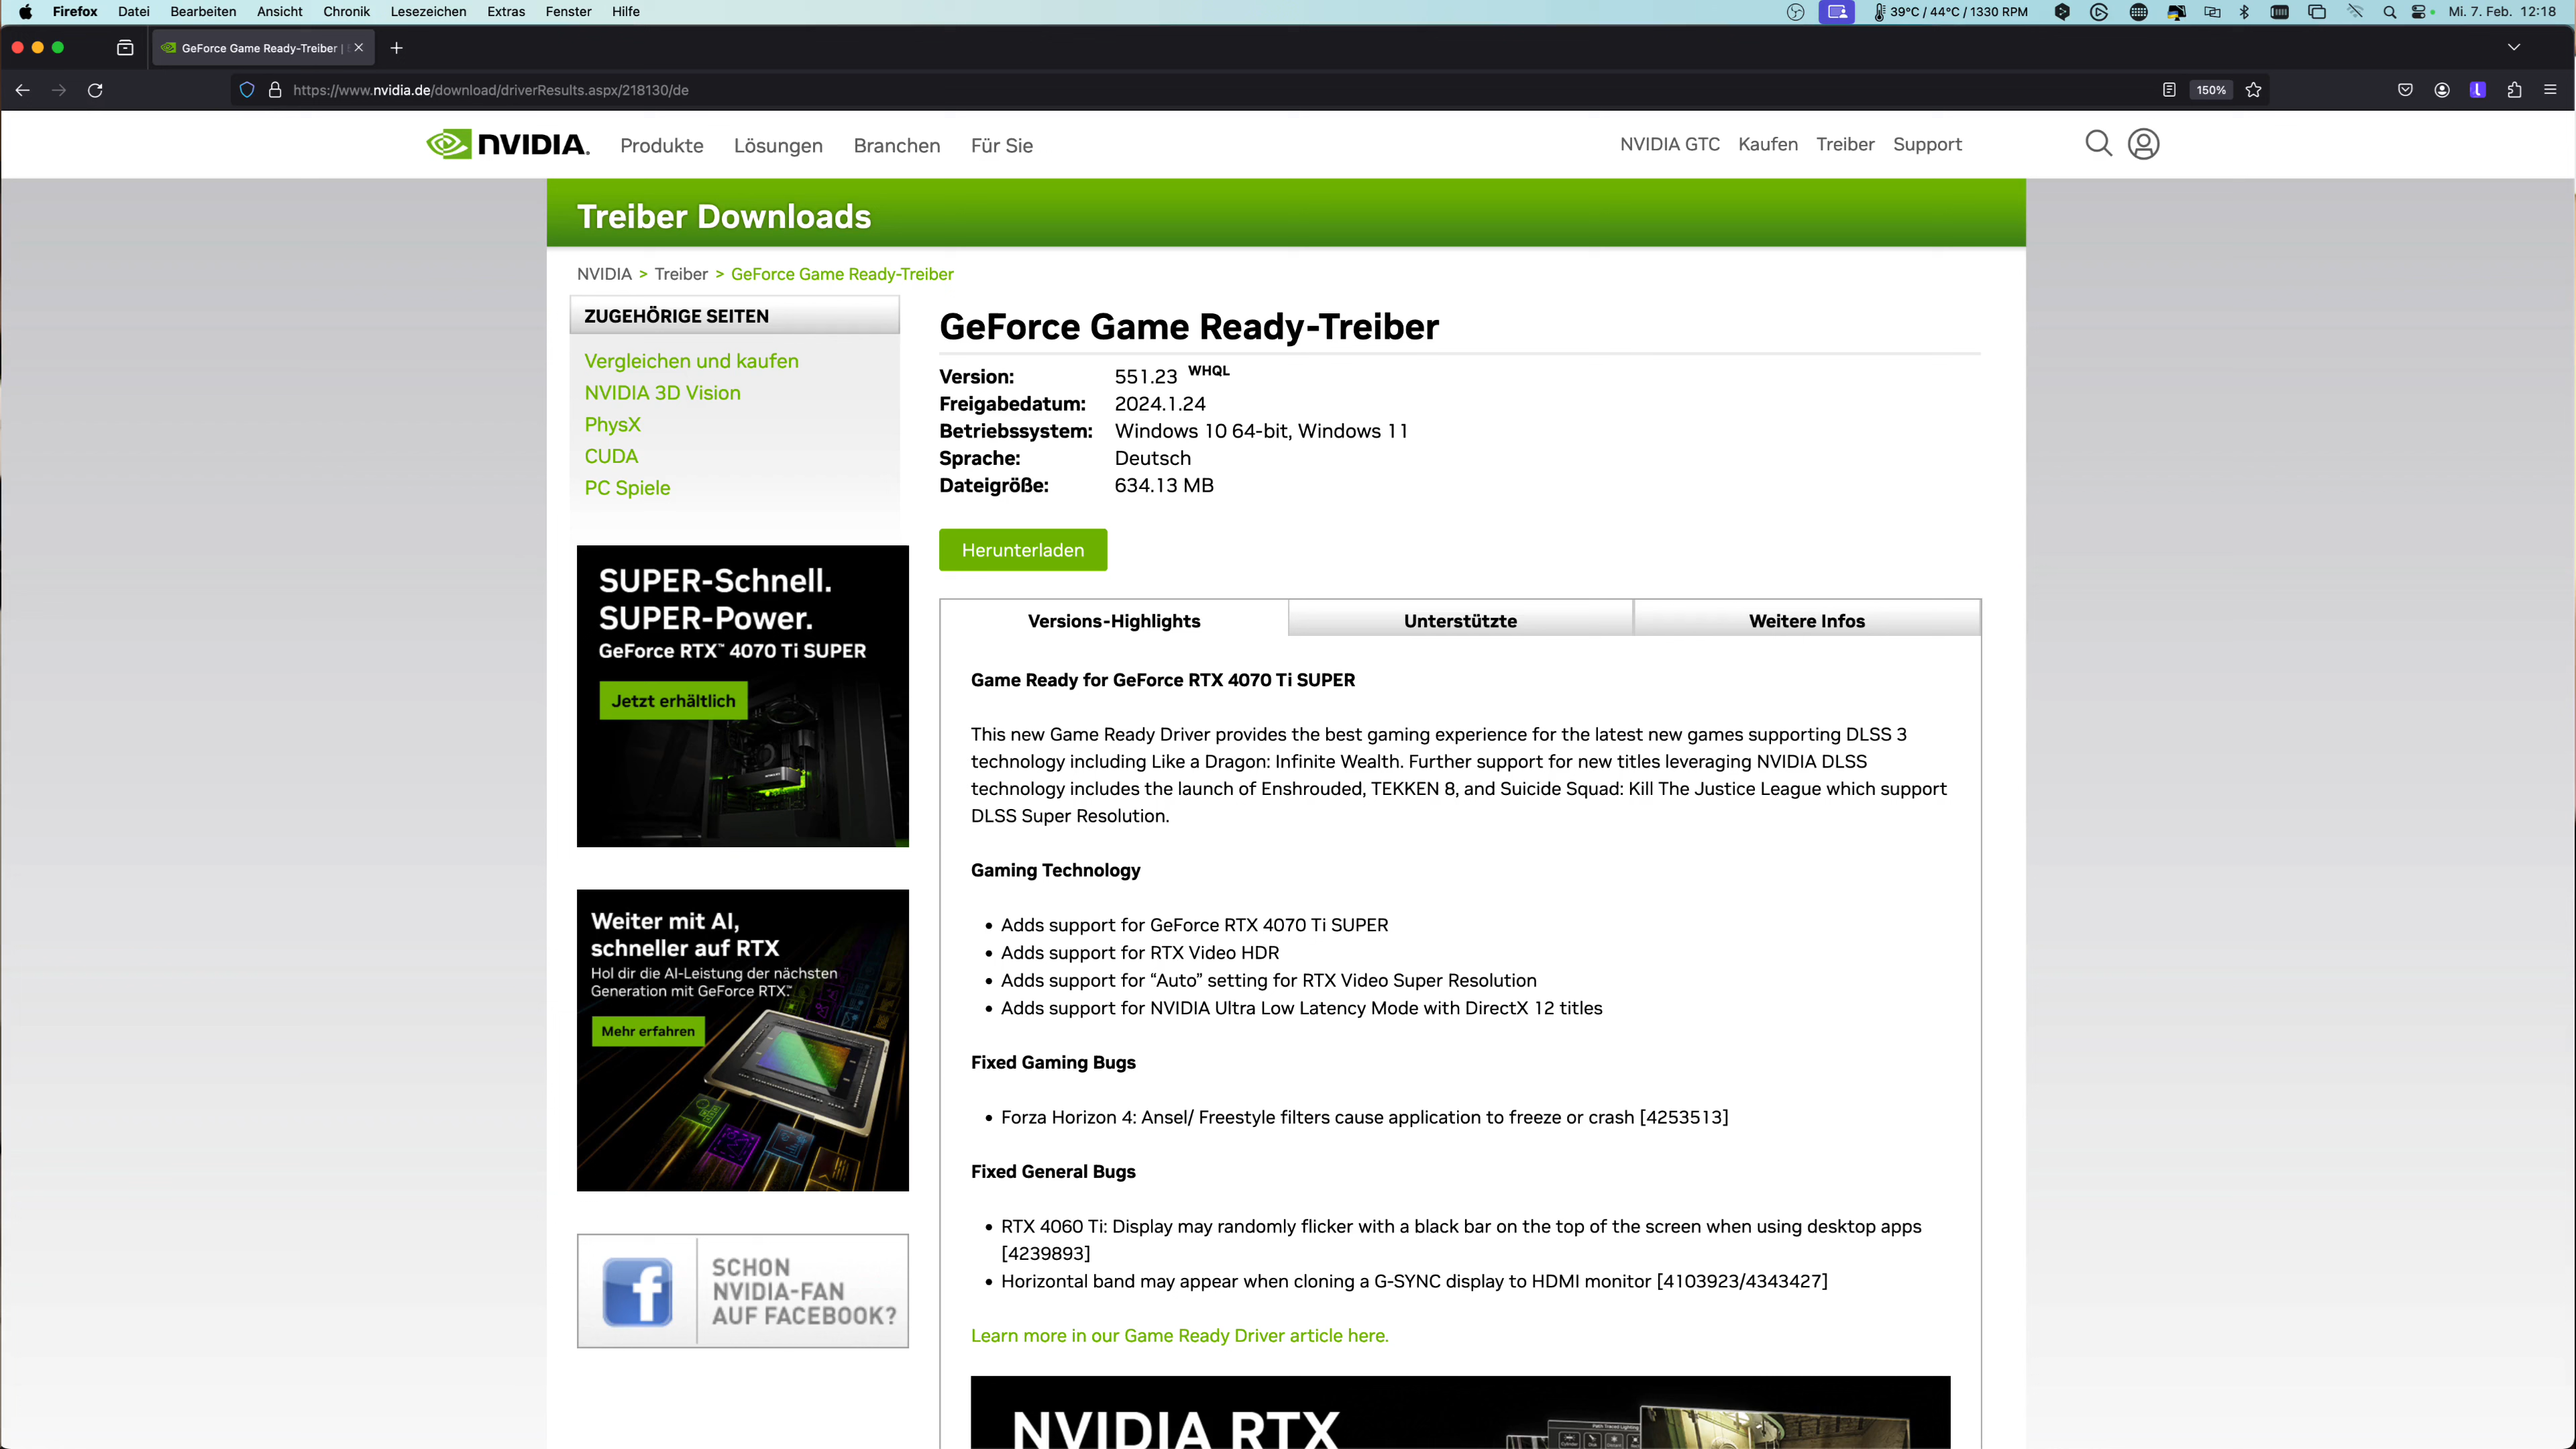 Firefox Datei Bearbeiten Ansicht Chronik Lesezeichen Extras Fenster Hilfe
39°C / 44°C / 1330 RPM
Mi. 7. Feb. 12:18
GeForce Game Ready-Treiber |
https://www.nvidia.de/download/driverResults.aspx/218130/de
150%
NVIDIA.
Produkte Lösungen Branchen Für Sie
NVIDIA GTC Kaufen Treiber Support
Treiber Downloads
NVIDIA > Treiber > GeForce Game Ready-Treiber
ZUGEHÖRIGE SEITEN
Vergleichen und kaufen
NVIDIA 3D Vision
PhysX
CUDA
PC Spiele
SUPER-Schnell.
SUPER-Power.
GeForce RTX™ 4070 Ti SUPER
Jetzt erhältlich
Weiter mit AI,
schneller auf RTX
Hol dir die AI-Leistung der nächsten
Generation mit GeForce RTX™
Mehr erfahren
SCHON
NVIDIA-FAN
AUF FACEBOOK?
GeForce Game Ready-Treiber
Version: 551.23 WHQL
Freigabedatum: 2024.1.24
Betriebssystem: Windows 10 64-bit, Windows 11
Sprache: Deutsch
Dateigröße: 634.13 MB
Herunterladen
Versions-Highlights Unterstützte Weitere Infos
Game Ready for GeForce RTX 4070 Ti SUPER
This new Game Ready Driver provides the best gaming experience for the latest new games supporting DLSS 3
technology including Like a Dragon: Infinite Wealth. Further support for new titles leveraging NVIDIA DLSS
technology includes the launch of Enshrouded, TEKKEN 8, and Suicide Squad: Kill The Justice League which support
DLSS Super Resolution.
Gaming Technology
• Adds support for GeForce RTX 4070 Ti SUPER
• Adds support for RTX Video HDR
• Adds support for “Auto” setting for RTX Video Super Resolution
• Adds support for NVIDIA Ultra Low Latency Mode with DirectX 12 titles
Fixed Gaming Bugs
• Forza Horizon 4: Ansel/ Freestyle filters cause application to freeze or crash [4253513]
Fixed General Bugs
• RTX 4060 Ti: Display may randomly flicker with a black bar on the top of the screen when using desktop apps
[4239893]
• Horizontal band may appear when cloning a G-SYNC display to HDMI monitor [4103923/4343427]
Learn more in our Game Ready Driver article here.
NVIDIA RTX